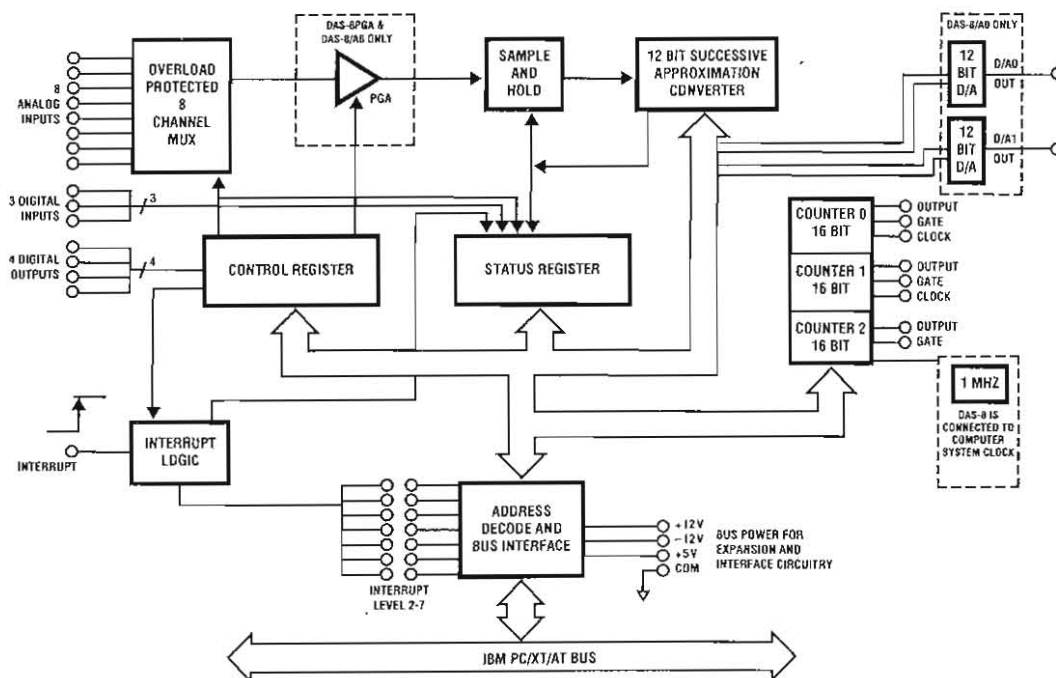 DAS-8PGA &
DAS-8/AO ONLY
DAS-8/AO ONLY
8
ANALOG
INPUTS
OVERLOAD
PROTECTED
8
CHANNEL
MUX
PGA
SAMPLE
AND
HOLD
12 BIT SUCCESSIVE
APPROXIMATION
CONVERTER
12
BIT
D/A
D/A0
OUT
12
BIT
D/A
D/A1
OUT
3 DIGITAL
INPUTS
3
4 DIGITAL
OUTPUTS
4
CONTROL REGISTER
STATUS REGISTER
COUNTER 0
16 BIT
OUTPUT
GATE
CLOCK
COUNTER 1
16 BIT
OUTPUT
GATE
CLOCK
COUNTER 2
16 BIT
OUTPUT
GATE
1 MHZ
DAS-8 IS
CONNECTED TO
COMPUTER
SYSTEM CLOCK
INTERRUPT
INTERRUPT
LOGIC
INTERRUPT
LEVEL 2-7
ADDRESS
DECODE AND
BUS INTERFACE
+12V
-12V
+5V
COM
BUS POWER FOR
EXPANSION AND
INTERFACE CIRCUITRY
IBM PC/XT/AT BUS